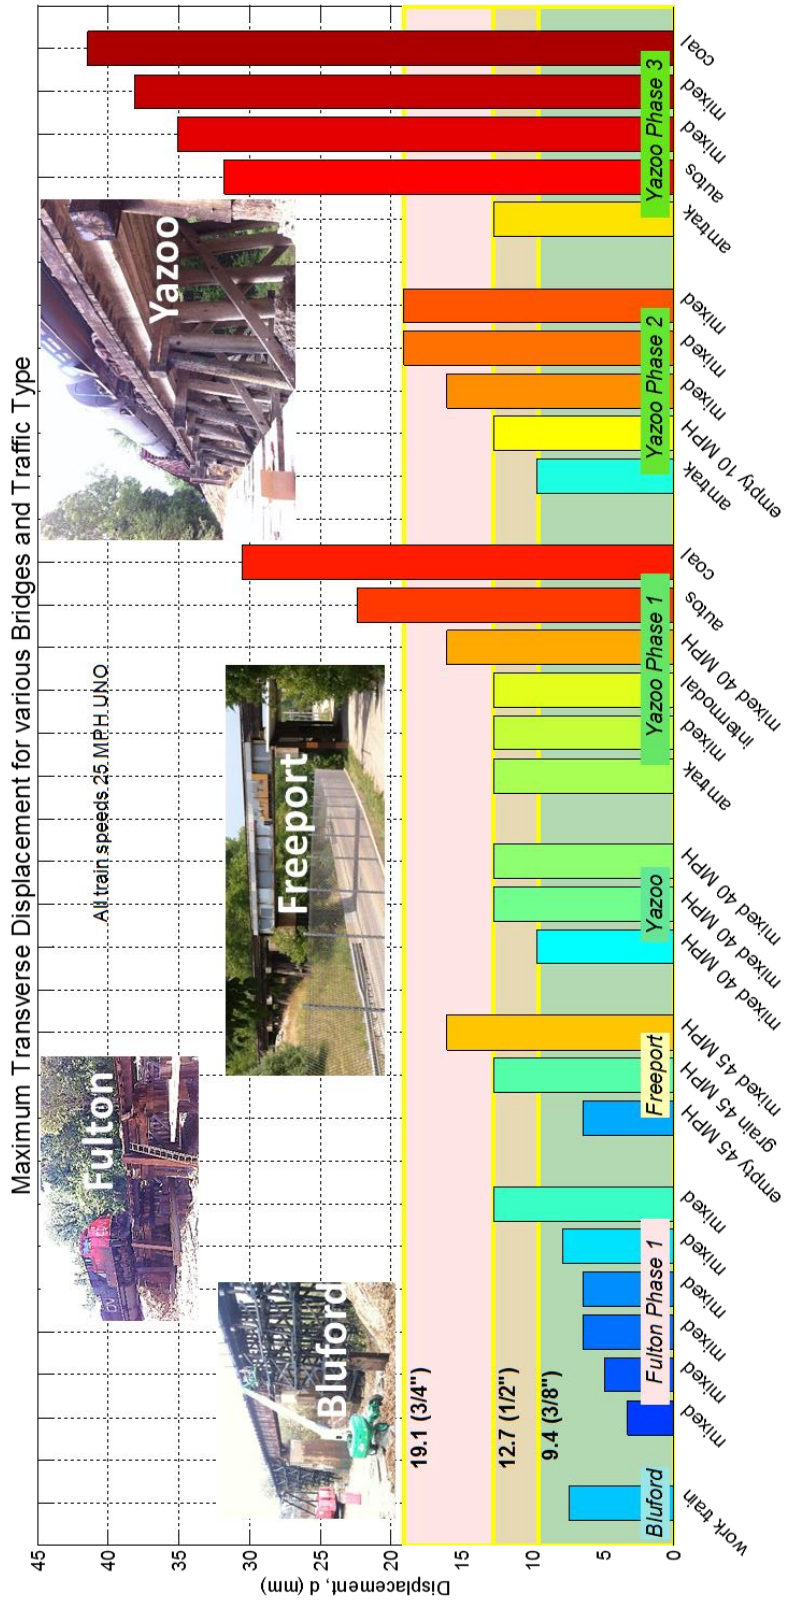 Maximum Transverse Displacement for various Bridges and Traffic Type
All train speeds 25 MPH UNO
Displacement, d (mm)
45
40
35
30
25
20
15
10
5
0
Bluford
Fulton
Freeport
Yazoo
19.1 (3/4")
12.7 (1/2")
9.4 (3/8")
Bluford
Fulton Phase 1
Freeport
Yazoo
Yazoo Phase 1
Yazoo Phase 2
Yazoo Phase 3
work train
mixed
mixed
mixed
mixed
mixed
mixed
empty 45 MPH
grain 45 MPH
mixed 45 MPH
mixed 40 MPH
mixed 40 MPH
mixed 40 MPH
amtrak
mixed
intermodal
mixed 40 MPH
autos
coal
amtrak
empty 10 MPH
mixed
mixed
mixed
amtrak
autos
mixed
mixed
coal